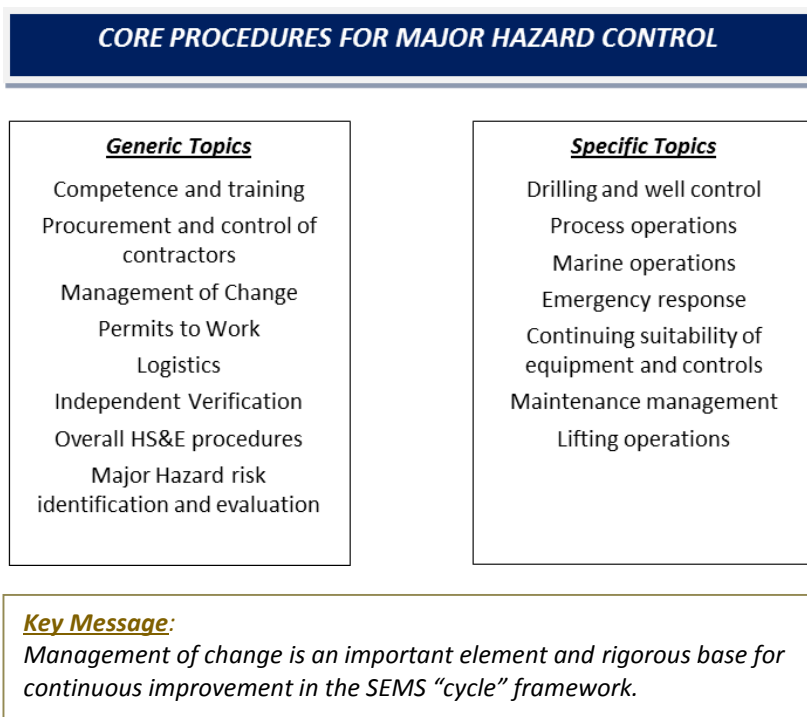 CORE PROCEDURES FOR MAJOR HAZARD CONTROL
Generic Topics
Competence and training
Procurement and control of
contractors
Management of Change
Permits to Work
Logistics
Independent Verification
Overall HS&E procedures
Major Hazard risk
identification and evaluation
Specific Topics
Drilling and well control
Process operations
Marine operations
Emergency response
Continuing suitability of
equipment and controls
Maintenance management
Lifting operations
Key Message:
Management of change is an important element and rigorous base for
continuous improvement in the SEMS “cycle” framework.